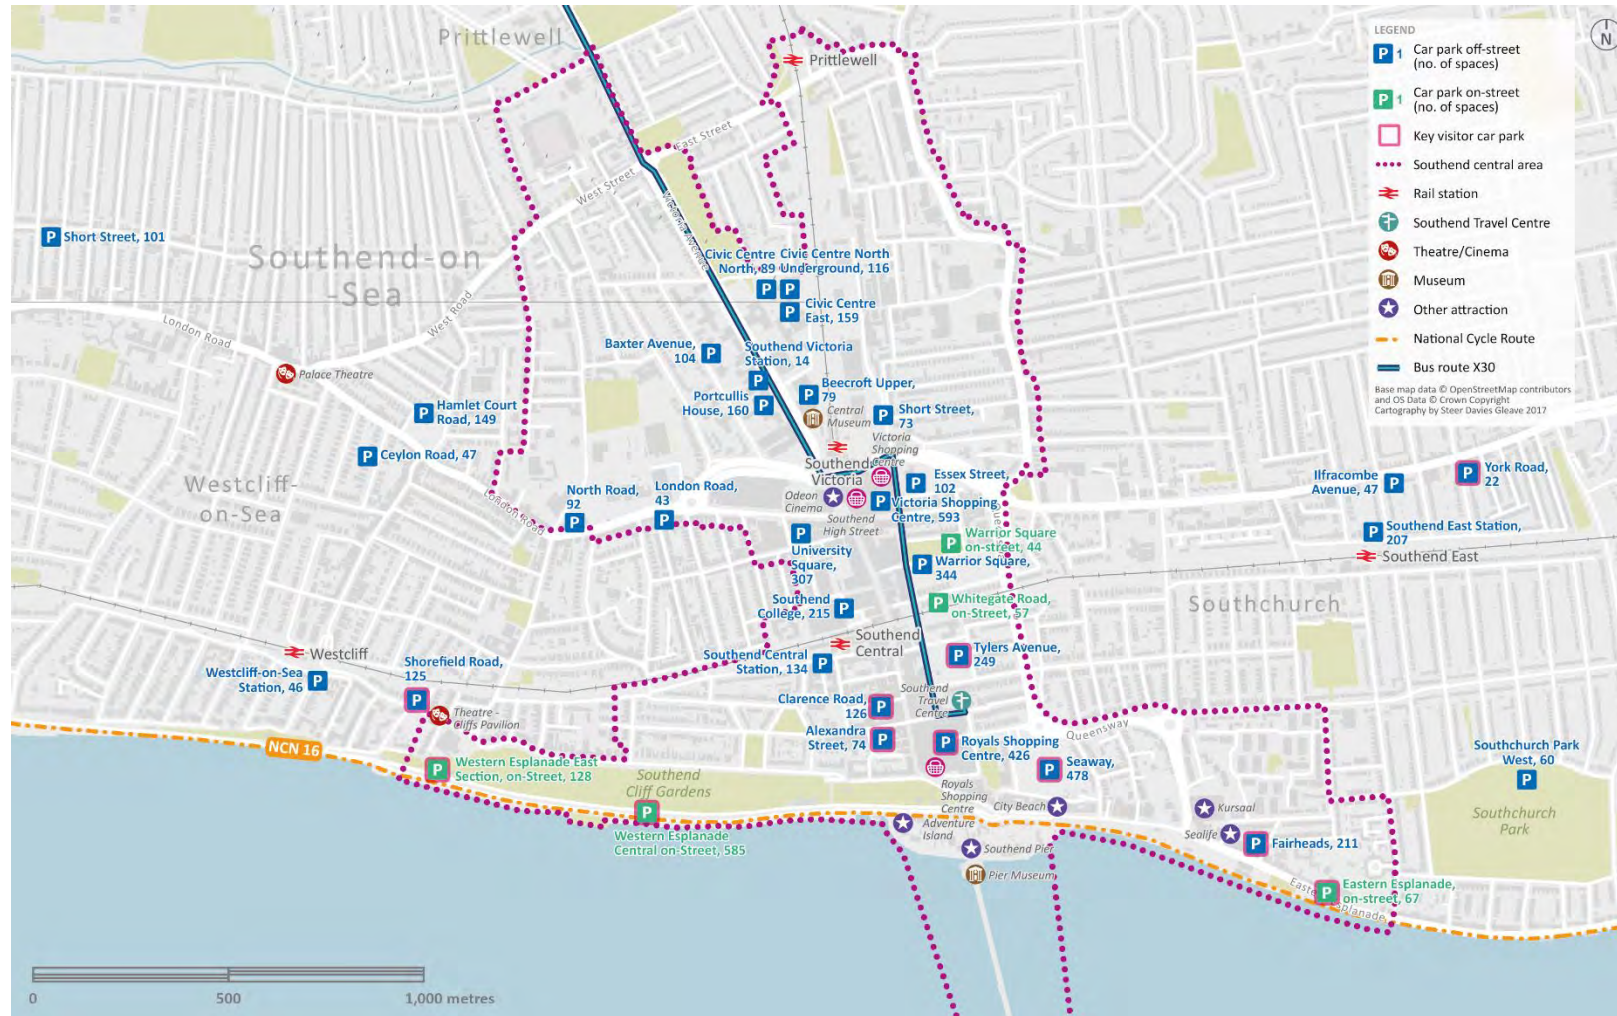 Prittlewell
Prittlewell
East Street
West Street
Victoria Avenue
P Short Street, 101
Southend-on
-Sea
West Road
London Road
Palace Theatre
Civic Centre
North, 89
Civic Centre North
Underground, 116
Civic Centre
East, 159
Baxter Avenue,
104
Southend Victoria
Station, 14
Portcullis
House, 160
Beecroft Upper,
79
Central
Museum
Short Street,
73
Victoria
Shopping
Centre
Hamlet Court
Road, 149
Ceylon Road, 47
Westcliff-
on-Sea
London Road
North Road,
92
London Road,
43
Southend
Victoria
Odeon
Cinema
Southend
High Street
Essex Street,
102
Victoria Shopping
Centre, 593
University
Square,
307
Warrior Square
on-street, 44
Warrior Square,
344
Whitegate Road,
on-Street, 57
Southend
College, 215
Southend
Central
Southend Central
Station, 134
Tylers Avenue,
249
Southend
Travel
Centre
Clarence Road,
126
Alexandra
Street, 74
Royals Shopping
Centre, 426
Royals
Shopping
Centre
Queensway
Seaway,
478
City Beach
Adventure
Island
Southend Pier
Pier Museum
Kursaal
Sealife
Fairheads, 211
Eastern Esplanade,
on-street, 67
Esplanade
Westcliff
Westcliff-on-Sea
Station, 46
Shorefield Road,
125
Theatre -
Cliffs Pavilion
NCN 16
Western Esplanade East
Section, on-Street, 128
Southend
Cliff Gardens
Western Esplanade
Central on-Street, 585
Ilfracombe
Avenue, 47
York Road,
22
Southend East Station,
207
Southend East
Southchurch
Southchurch Park
West, 60
Southchurch
Park
LEGEND
P 1 Car park off-street
(no. of spaces)
P 1 Car park on-street
(no. of spaces)
Key visitor car park
Southend central area
Rail station
Southend Travel Centre
Theatre/Cinema
Museum
Other attraction
National Cycle Route
Bus route X30
Base map data © OpenStreetMap contributors
and OS Data © Crown Copyright
Cartography by Steer Davies Gleave 2017
N
0 500 1,000 metres